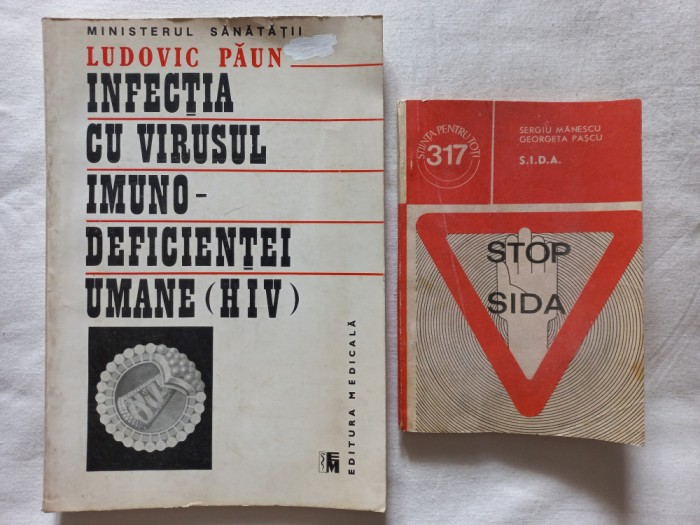 MINISTERUL SĂNĂTĂȚII
LUDOVIC PĂUN
INFECȚIA
CU VIRUSUL
IMUNO-
DEFICIENȚEI
UMANE (HIV)
EDITURA MEDICALĂ
EM
ȘTIINȚA PENTRU TOȚI
317
SERGIU MĂNESCU
GEORGETA PAȘCU
S.I.D.A.
STOP
SIDA